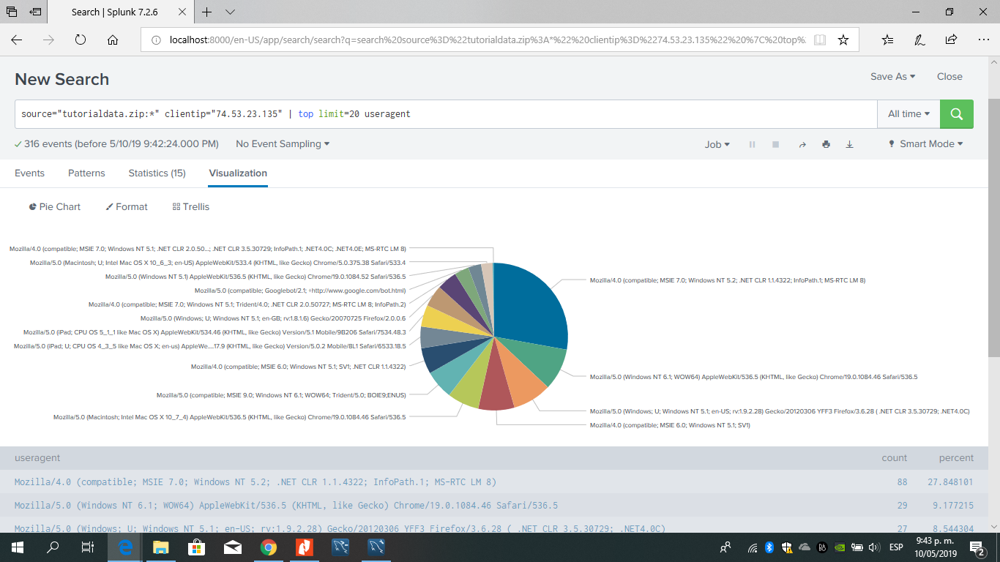 Search | Splunk 7.2.6
localhost:8000/en-US/app/search/search?q=search%20source%3D%22tutorialdata.zip%3A*%22%20clientip%3D%2274.53.23.135%22%20%7C%20top%
New Search
Save As
Close
source="tutorialdata.zip:*" clientip="74.53.23.135" | top limit=20 useragent
All time
316 events (before 5/10/19 9:42:24.000 PM)
No Event Sampling
Job
Smart Mode
Events
Patterns
Statistics (15)
Visualization
Pie Chart
Format
Trellis
Mozilla/4.0 (compatible; MSIE 7.0; Windows NT 5.1; .NET CLR 2.0.50...; .NET CLR 3.5.30729; InfoPath.1; .NET4.0C; .NET4.0E; MS-RTC LM 8)
Mozilla/5.0 (Macintosh; U; Intel Mac OS X 10_6_3; en-US) AppleWebKit/533.4 (KHTML, like Gecko) Chrome/5.0.375.38 Safari/533.4
Mozilla/5.0 (Windows NT 5.1) AppleWebKit/536.5 (KHTML, like Gecko) Chrome/19.0.1084.52 Safari/536.5
Mozilla/5.0 (compatible; Googlebot/2.1; +http://www.google.com/bot.html)
Mozilla/4.0 (compatible; MSIE 7.0; Windows NT 5.1; Trident/4.0; .NET CLR 2.0.50727; MS-RTC LM 8; InfoPath.2)
Mozilla/5.0 (Windows; U; Windows NT 5.1; en-GB; rv:1.8.1.6) Gecko/20070725 Firefox/2.0.0.6
Mozilla/5.0 (iPad; CPU OS 5_1_1 like Mac OS X) AppleWebKit/534.46 (KHTML, like Gecko) Version/5.1 Mobile/9B206 Safari/7534.48.3
Mozilla/5.0 (iPad; U; CPU OS 4_3_5 like Mac OS X; en-us) AppleWe....17.9 (KHTML, like Gecko) Version/5.0.2 Mobile/8L1 Safari/6533.18.5
Mozilla/4.0 (compatible; MSIE 6.0; Windows NT 5.1; SV1; .NET CLR 1.1.4322)
Mozilla/5.0 (compatible; MSIE 9.0; Windows NT 6.1; WOW64; Trident/5.0; BOIE9;ENUS)
Mozilla/5.0 (Macintosh; Intel Mac OS X 10_7_4) AppleWebKit/536.5 (KHTML, like Gecko) Chrome/19.0.1084.46 Safari/536.5
Mozilla/4.0 (compatible; MSIE 7.0; Windows NT 5.2; .NET CLR 1.1.4322; InfoPath.1; MS-RTC LM 8)
Mozilla/5.0 (Windows NT 6.1; WOW64) AppleWebKit/536.5 (KHTML, like Gecko) Chrome/19.0.1084.46 Safari/536.5
Mozilla/5.0 (Windows; U; Windows NT 5.1; en-US; rv:1.9.2.28) Gecko/20120306 YFF3 Firefox/3.6.28 ( .NET CLR 3.5.30729; .NET4.0C)
Mozilla/4.0 (compatible; MSIE 6.0; Windows NT 5.1; SV1)
useragent count percent
Mozilla/4.0 (compatible; MSIE 7.0; Windows NT 5.2; .NET CLR 1.1.4322; InfoPath.1; MS-RTC LM 8) 88 27.848101
Mozilla/5.0 (Windows NT 6.1; WOW64) AppleWebKit/536.5 (KHTML, like Gecko) Chrome/19.0.1084.46 Safari/536.5 29 9.177215
Mozilla/5.0 (Windows; U; Windows NT 5.1; en-US; rv:1.9.2.28) Gecko/20120306 YFF3 Firefox/3.6.28 ( .NET CLR 3.5.30729; .NET4.0C) 27 8.544304
ESP
9:43 p. m.
10/05/2019
2